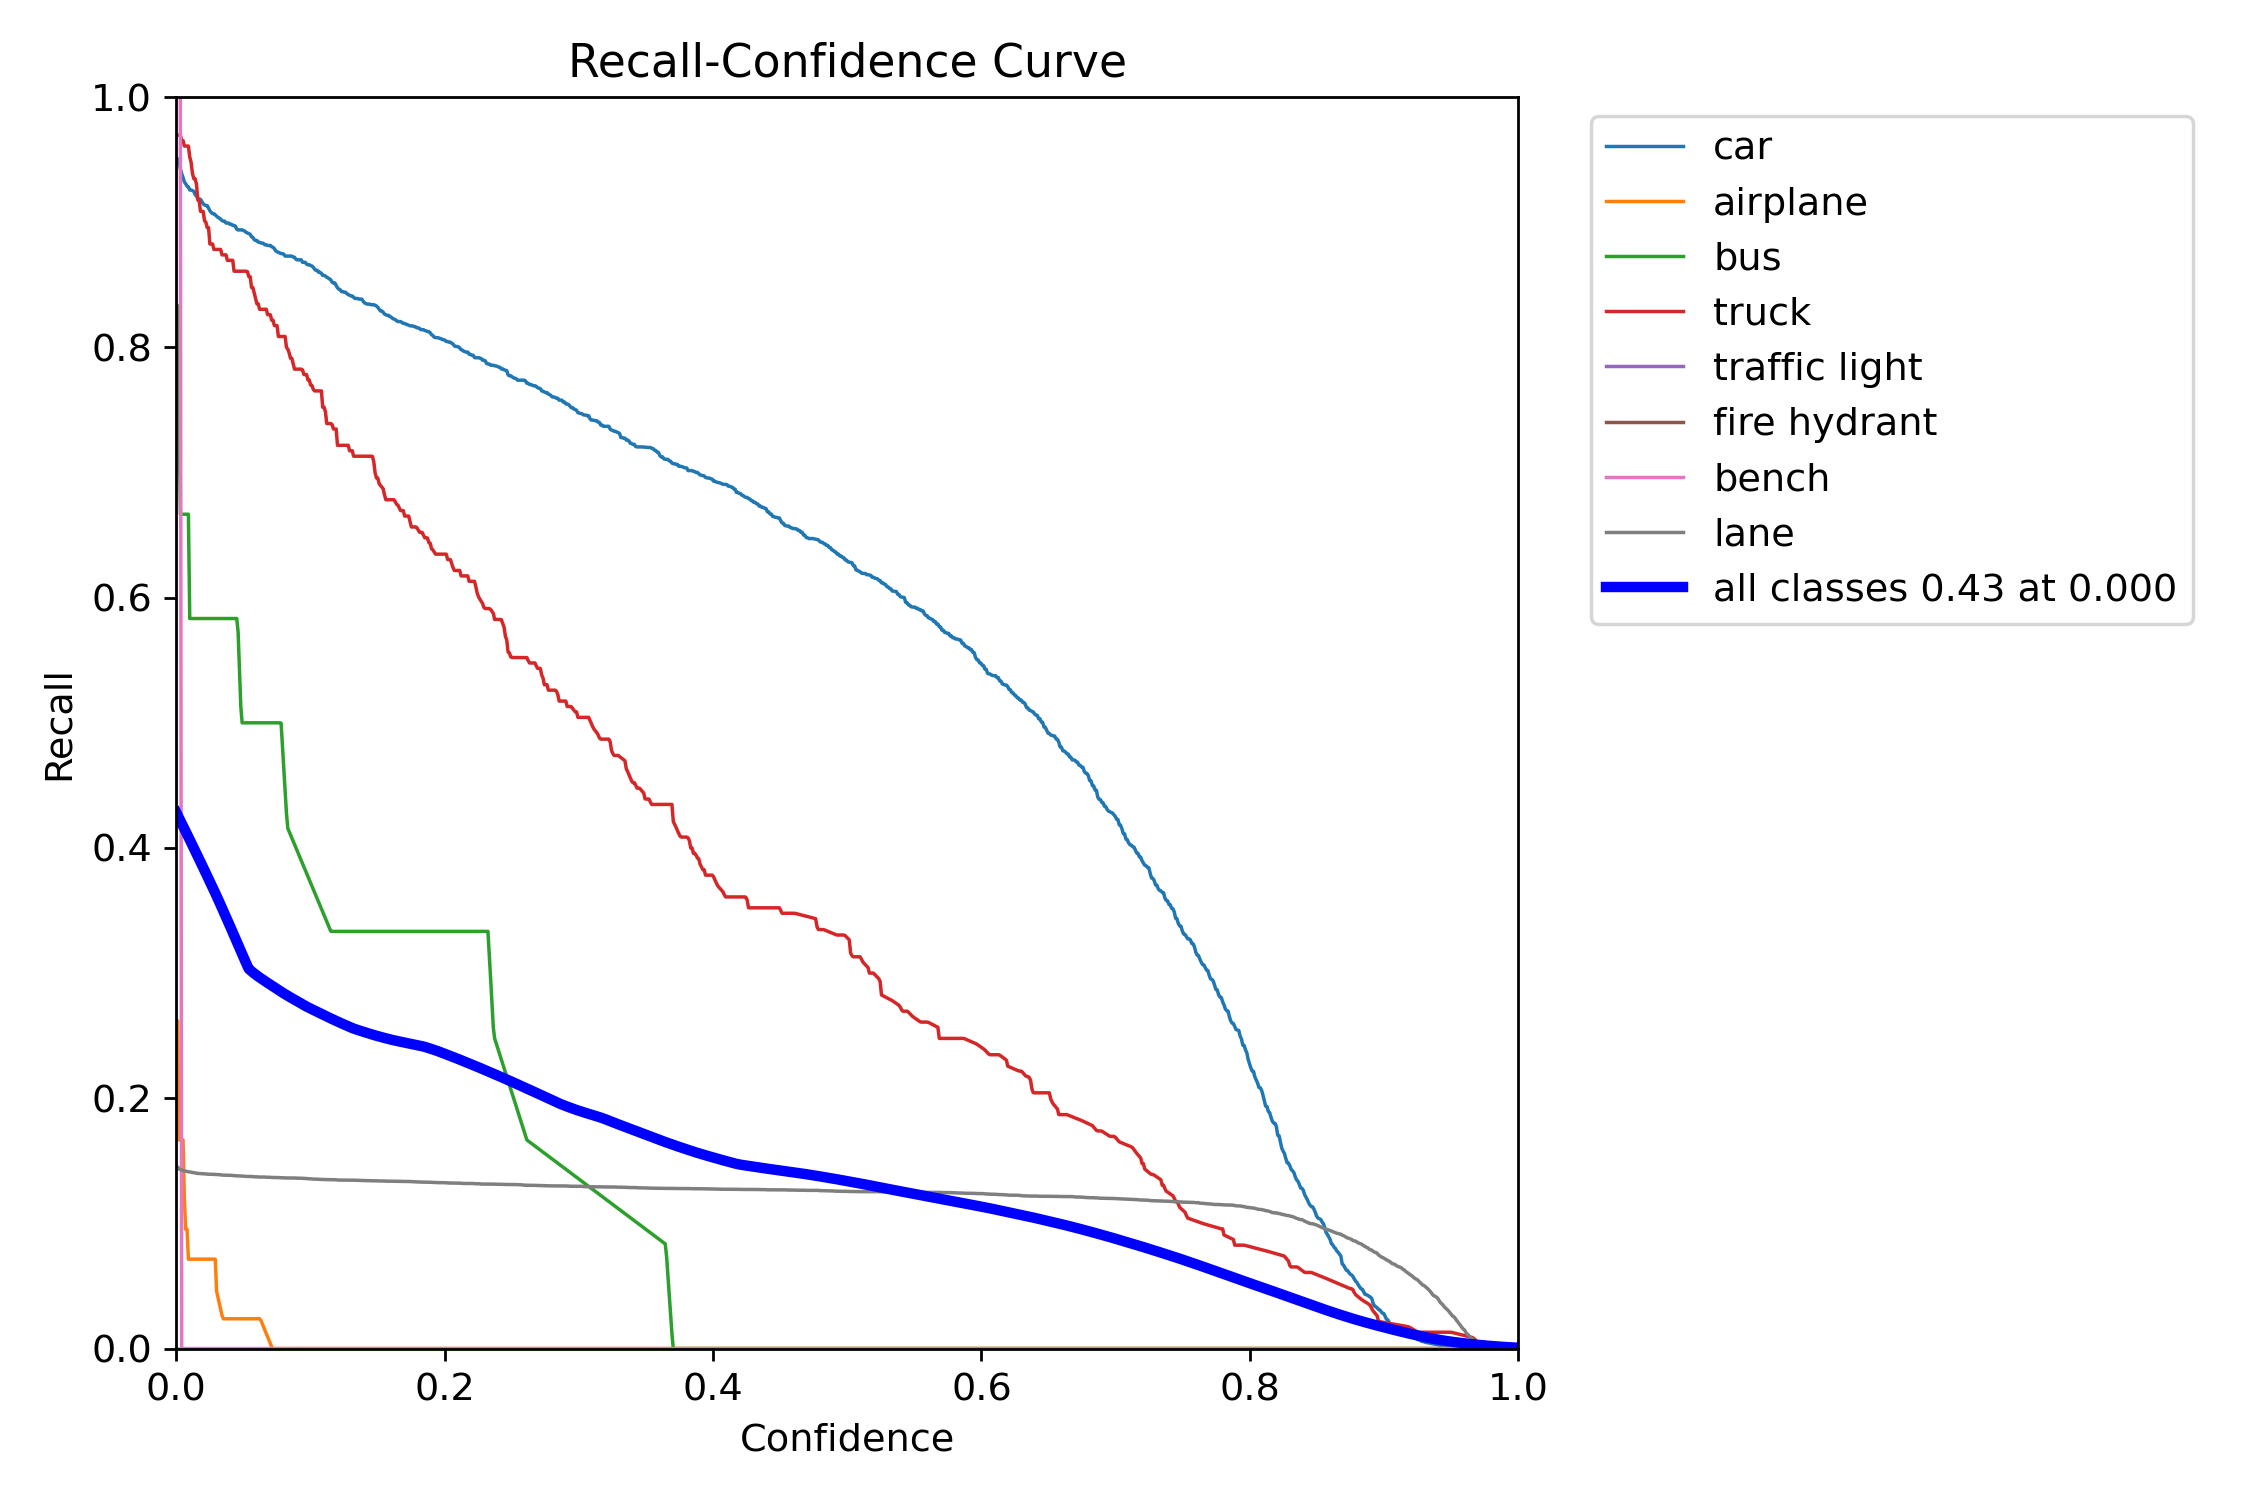 Recall-Confidence Curve
1.0
0.8
0.6
0.4
0.2
0.0
Recall
0.0 0.2 0.4 0.6 0.8 1.0
Confidence
car
airplane
bus
truck
traffic light
fire hydrant
bench
lane
all classes 0.43 at 0.000